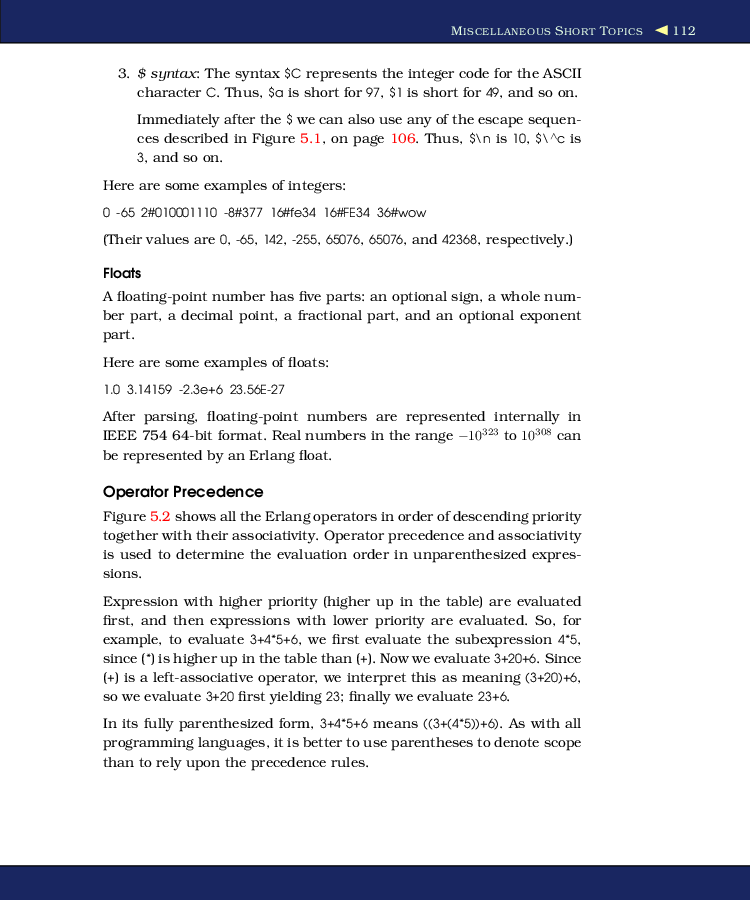 MISCELLANEOUS SHORT TOPICS ◀ 112
3. $ syntax: The syntax $C represents the integer code for the ASCII
character C. Thus, $a is short for 97, $1 is short for 49, and so on.
Immediately after the $ we can also use any of the escape sequen-
ces described in Figure 5.1, on page 106. Thus, $\n is 10, $\^c is
3, and so on.
Here are some examples of integers:
0 -65 2#010001110 -8#377 16#fe34 16#FE34 36#wow
(Their values are 0, -65, 142, -255, 65076, 65076, and 42368, respectively.)
Floats
A floating-point number has five parts: an optional sign, a whole num-
ber part, a decimal point, a fractional part, and an optional exponent
part.
Here are some examples of floats:
1.0 3.14159 -2.3e+6 23.56E-27
After parsing, floating-point numbers are represented internally in
IEEE 754 64-bit format. Real numbers in the range −10³²³ to 10³⁰⁸ can
be represented by an Erlang float.
Operator Precedence
Figure 5.2 shows all the Erlang operators in order of descending priority
together with their associativity. Operator precedence and associativity
is used to determine the evaluation order in unparenthesized expres-
sions.
Expression with higher priority (higher up in the table) are evaluated
first, and then expressions with lower priority are evaluated. So, for
example, to evaluate 3+4*5+6, we first evaluate the subexpression 4*5,
since (*) is higher up in the table than (+). Now we evaluate 3+20+6. Since
(+) is a left-associative operator, we interpret this as meaning (3+20)+6,
so we evaluate 3+20 first yielding 23; finally we evaluate 23+6.
In its fully parenthesized form, 3+4*5+6 means ((3+(4*5))+6). As with all
programming languages, it is better to use parentheses to denote scope
than to rely upon the precedence rules.